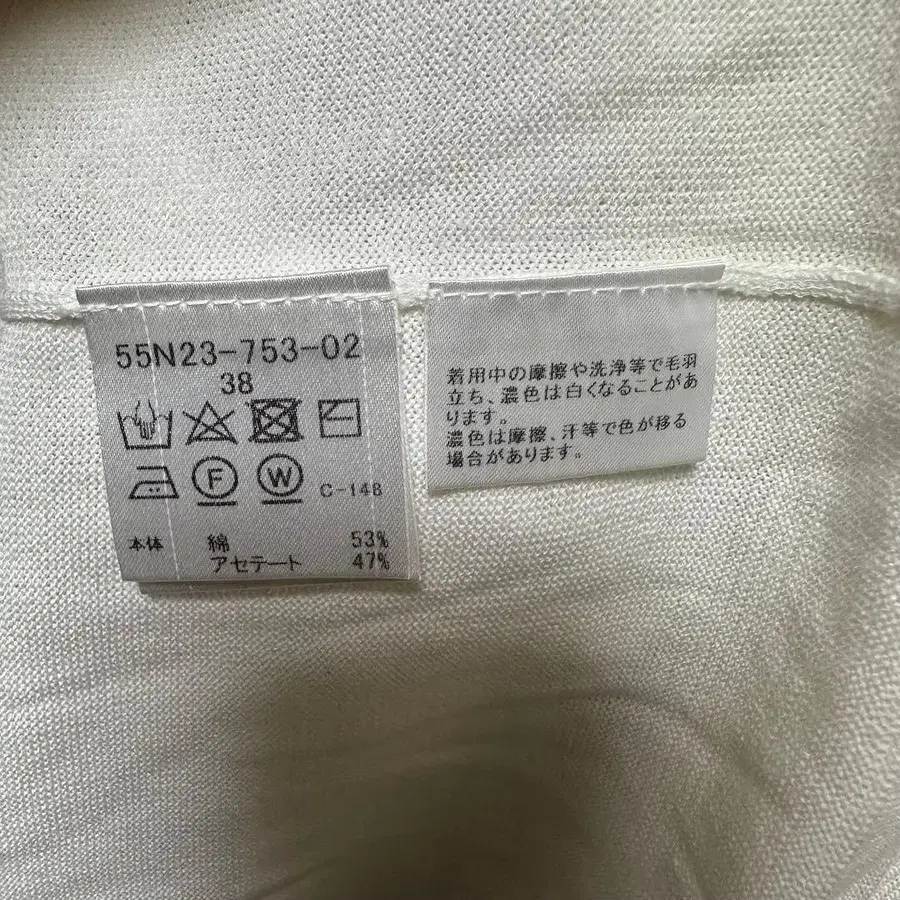 55N23-753-02
38
F W C-148
本体 綿 53%
アセテート 47%
着用中の摩擦や洗浄等で毛羽
立ち、濃色は白くなることがあ
ります。
濃色は摩擦、汗等で色が移る
場合があります。